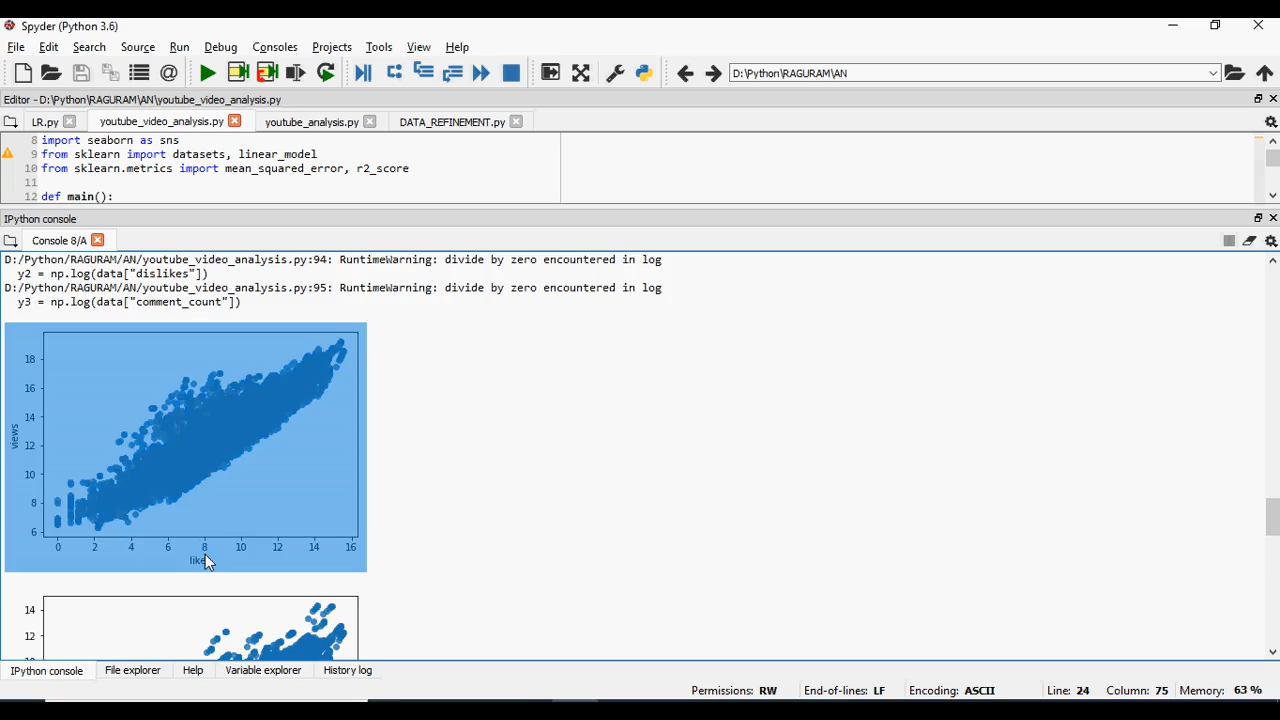 Spyder (Python 3.6)
File Edit Search Source Run Debug Consoles Projects Tools View Help
D:\Python\RAGURAM\AN
Editor - D:\Python\RAGURAM\AN\youtube_video_analysis.py
LR.py youtube_video_analysis.py youtube_analysis.py DATA_REFINEMENT.py
8 import seaborn as sns
9 from sklearn import datasets, linear_model
10 from sklearn.metrics import mean_squared_error, r2_score
11
12 def main():
IPython console
Console 8/A
D:/Python/RAGURAM/AN/youtube_video_analysis.py:94: RuntimeWarning: divide by zero encountered in log
y2 = np.log(data["dislikes"])
D:/Python/RAGURAM/AN/youtube_video_analysis.py:95: RuntimeWarning: divide by zero encountered in log
y3 = np.log(data["comment_count"])
18
16
14
views
12
10
8
6
0 2 4 6 8 10 12 14 16
14
12
IPython console File explorer Help Variable explorer History log
Permissions: RW End-of-lines: LF Encoding: ASCII Line: 24 Column: 75 Memory: 63 %